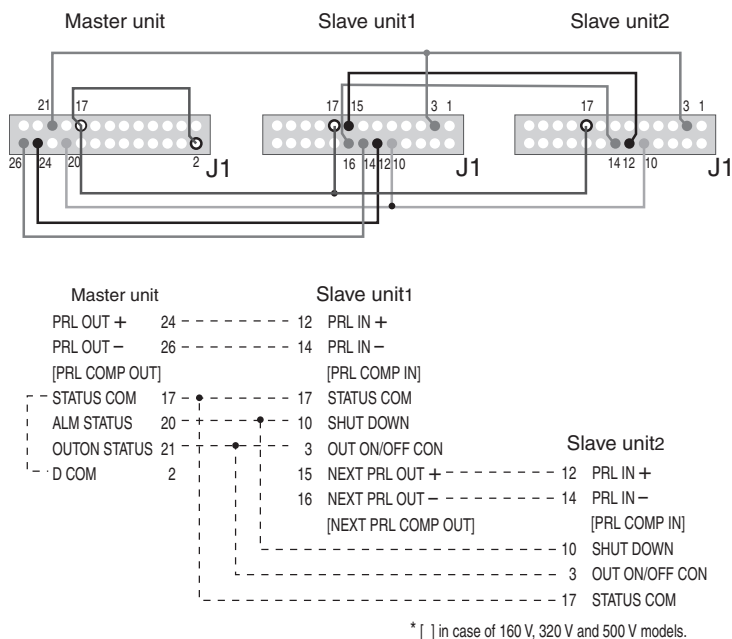 Master unit
Slave unit1
Slave unit2
21 17
17 15 3 1
17 3 1
26 24 20 2 J1
16 14 12 10 J1
14 12 10 J1
Master unit
Slave unit1
PRL OUT + 24 12 PRL IN +
PRL OUT − 26 14 PRL IN −
[PRL COMP OUT] [PRL COMP IN]
STATUS COM 17 17 STATUS COM
ALM STATUS 20 10 SHUT DOWN
OUTON STATUS 21 3 OUT ON/OFF CON
Slave unit2
D COM 2 15 NEXT PRL OUT + 12 PRL IN +
16 NEXT PRL OUT − 14 PRL IN −
[NEXT PRL COMP OUT] [PRL COMP IN]
10 SHUT DOWN
3 OUT ON/OFF CON
17 STATUS COM
* [ ] in case of 160 V, 320 V and 500 V models.